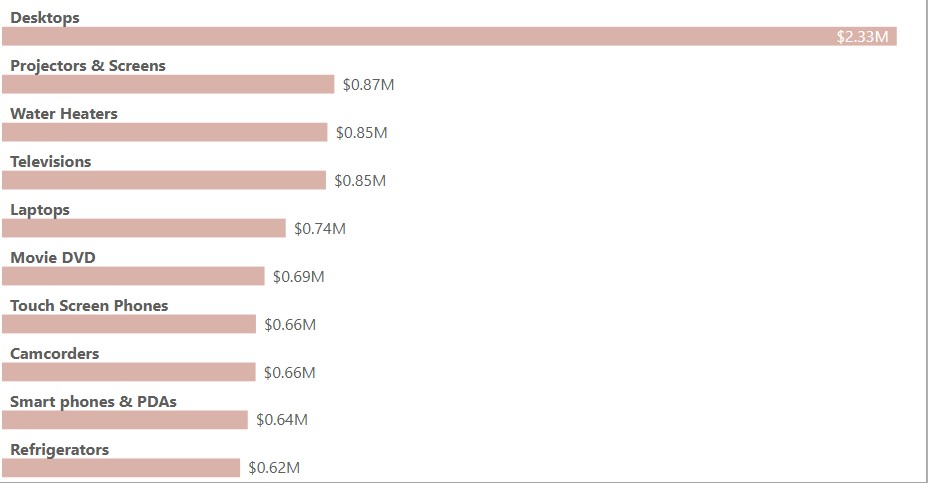 Desktops
$2.33M
Projectors & Screens
$0.87M
Water Heaters
$0.85M
Televisions
$0.85M
Laptops
$0.74M
Movie DVD
$0.69M
Touch Screen Phones
$0.66M
Camcorders
$0.66M
Smart phones & PDAs
$0.64M
Refrigerators
$0.62M